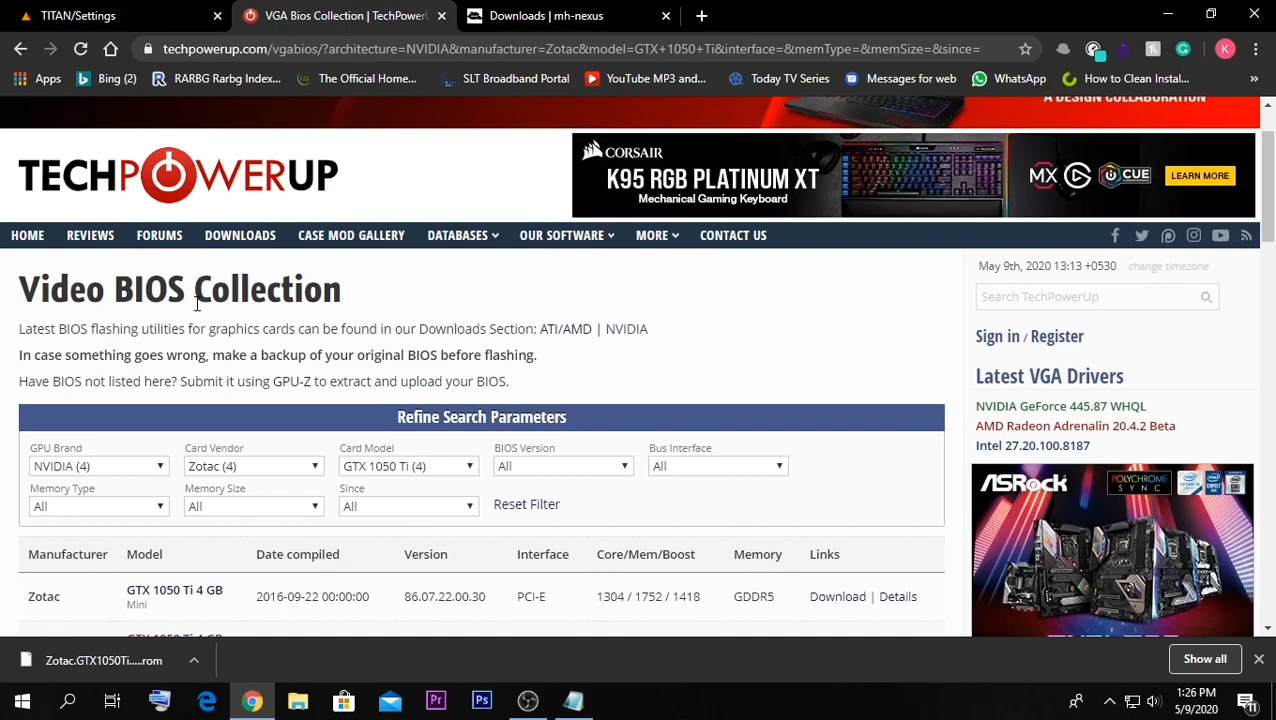 TITAN/Settings
VGA Bios Collection | TechPowerU
Downloads | mh-nexus
techpowerup.com/vgabios/?architecture=NVIDIA&manufacturer=Zotac&model=GTX+1050+Ti&interface=&memType=&memSize=&since=
K
Apps
Bing (2)
RARBG Rarbg Index...
The Official Home...
SLT Broadband Portal
YouTube MP3 and...
Today TV Series
Messages for web
WhatsApp
How to Clean Instal...
»
A DESIGN COLLABORATION
TECHPOWERUP
CORSAIR
K95 RGB PLATINUM XT
Mechanical Gaming Keyboard
MX
iCUE
LEARN MORE
HOME
REVIEWS
FORUMS
DOWNLOADS
CASE MOD GALLERY
DATABASES
OUR SOFTWARE
MORE
CONTACT US
Video BIOS Collection
Latest BIOS flashing utilities for graphics cards can be found in our Downloads Section: ATI/AMD | NVIDIA
In case something goes wrong, make a backup of your original BIOS before flashing.
Have BIOS not listed here? Submit it using GPU-Z to extract and upload your BIOS.
Refine Search Parameters
GPU Brand
Card Vendor
Card Model
BIOS Version
Bus Interface
NVIDIA (4)
Zotac (4)
GTX 1050 Ti (4)
All
All
Memory Type
Memory Size
Since
All
All
All
Reset Filter
Manufacturer
Model
Date compiled
Version
Interface
Core/Mem/Boost
Memory
Links
Zotac
GTX 1050 Ti 4 GB
Mini
2016-09-22 00:00:00
86.07.22.00.30
PCI-E
1304 / 1752 / 1418
GDDR5
Download | Details
GTX 1050 Ti 4 GB
May 9th, 2020 13:13 +0530
change timezone
Search TechPowerUp
Sign in / Register
Latest VGA Drivers
NVIDIA GeForce 445.87 WHQL
AMD Radeon Adrenalin 20.4.2 Beta
Intel 27.20.100.8187
ASRock
POLYCHROME
SYNC
Zotac.GTX1050Ti.....rom
Show all
Pr
Ps
1:26 PM
5/9/2020
11